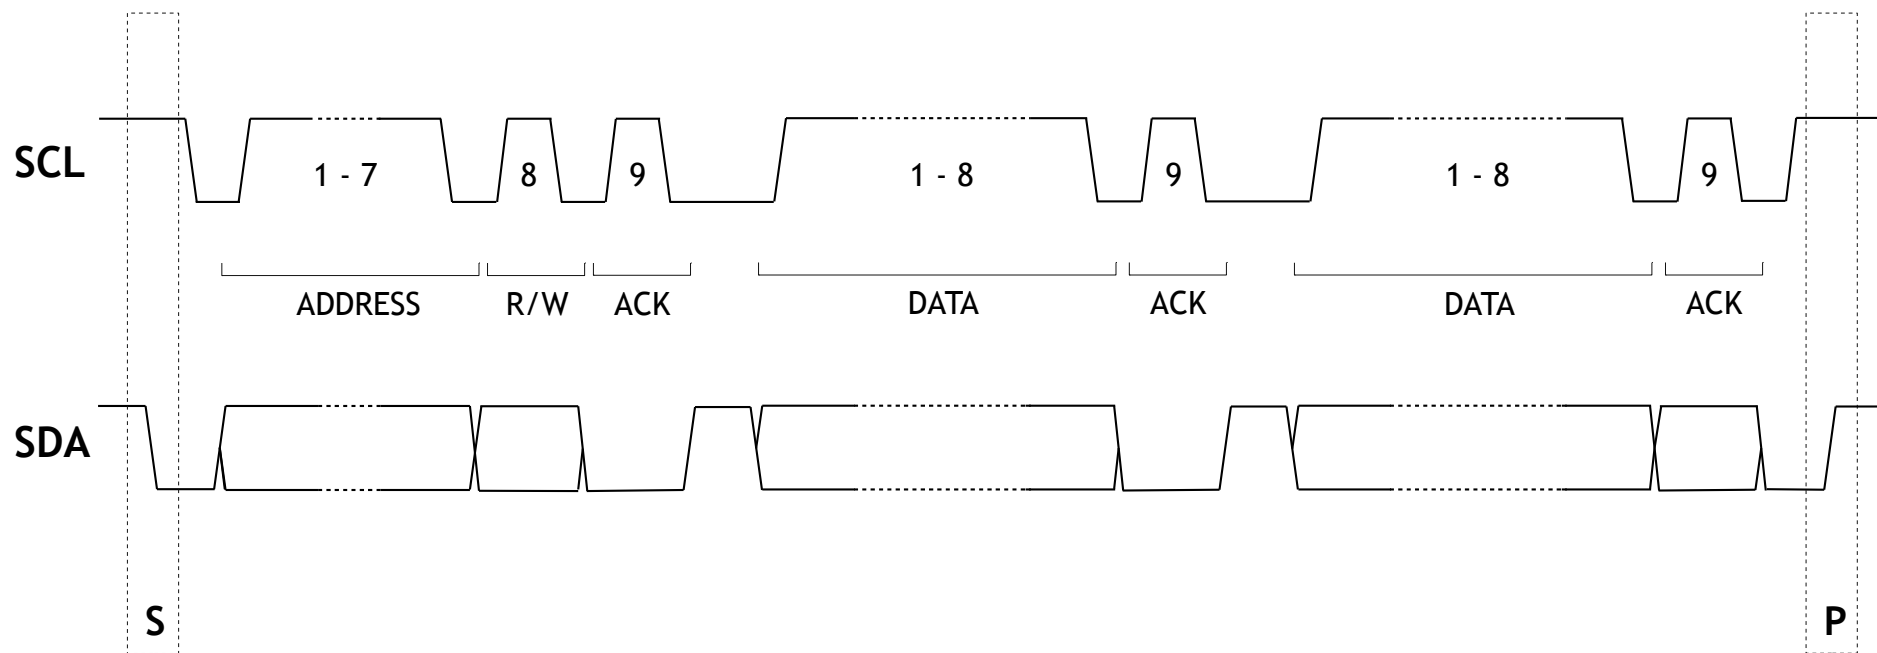 SCL 1 - 7 8 9 1 - 8 9 1 - 8 9
ADDRESS R/W ACK DATA ACK DATA ACK
SDA
S P